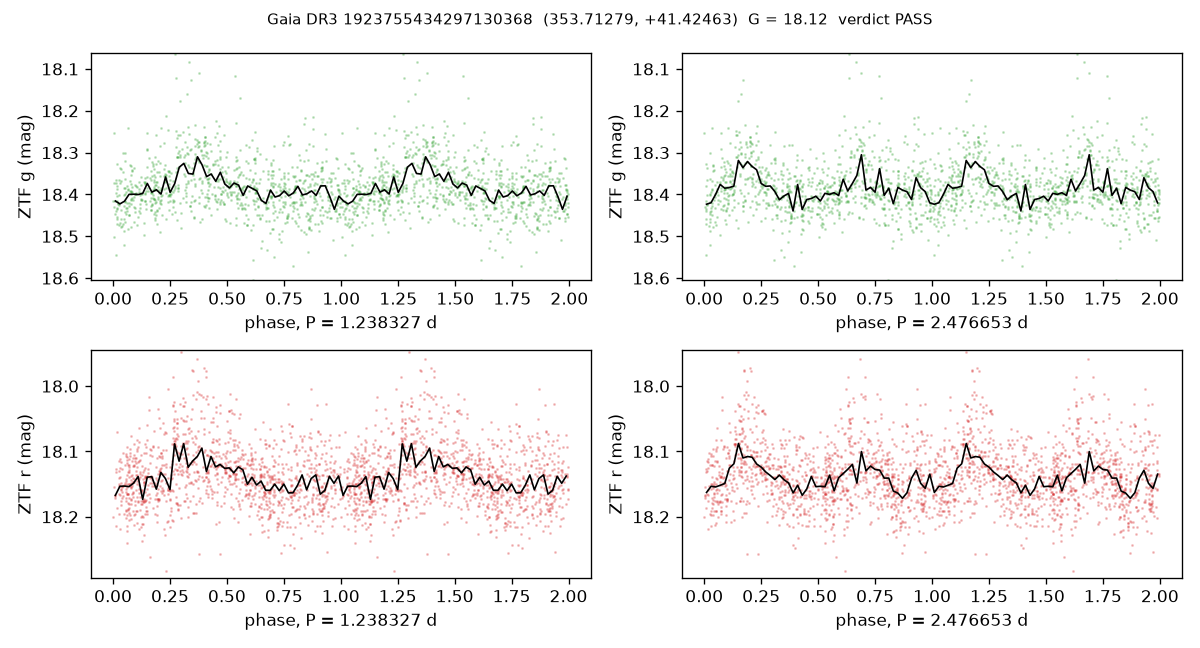 Gaia DR3 1923755434297130368  (353.71279, +41.42463)  G = 18.12  verdict PASS
ZTF g (mag)
18.1
18.2
18.3
18.4
18.5
18.6
0.00 0.25 0.50 0.75 1.00 1.25 1.50 1.75 2.00
phase, P = 1.238327 d
ZTF g (mag)
18.1
18.2
18.3
18.4
18.5
18.6
0.00 0.25 0.50 0.75 1.00 1.25 1.50 1.75 2.00
phase, P = 2.476653 d
ZTF r (mag)
18.0
18.1
18.2
0.00 0.25 0.50 0.75 1.00 1.25 1.50 1.75 2.00
phase, P = 1.238327 d
ZTF r (mag)
18.0
18.1
18.2
0.00 0.25 0.50 0.75 1.00 1.25 1.50 1.75 2.00
phase, P = 2.476653 d